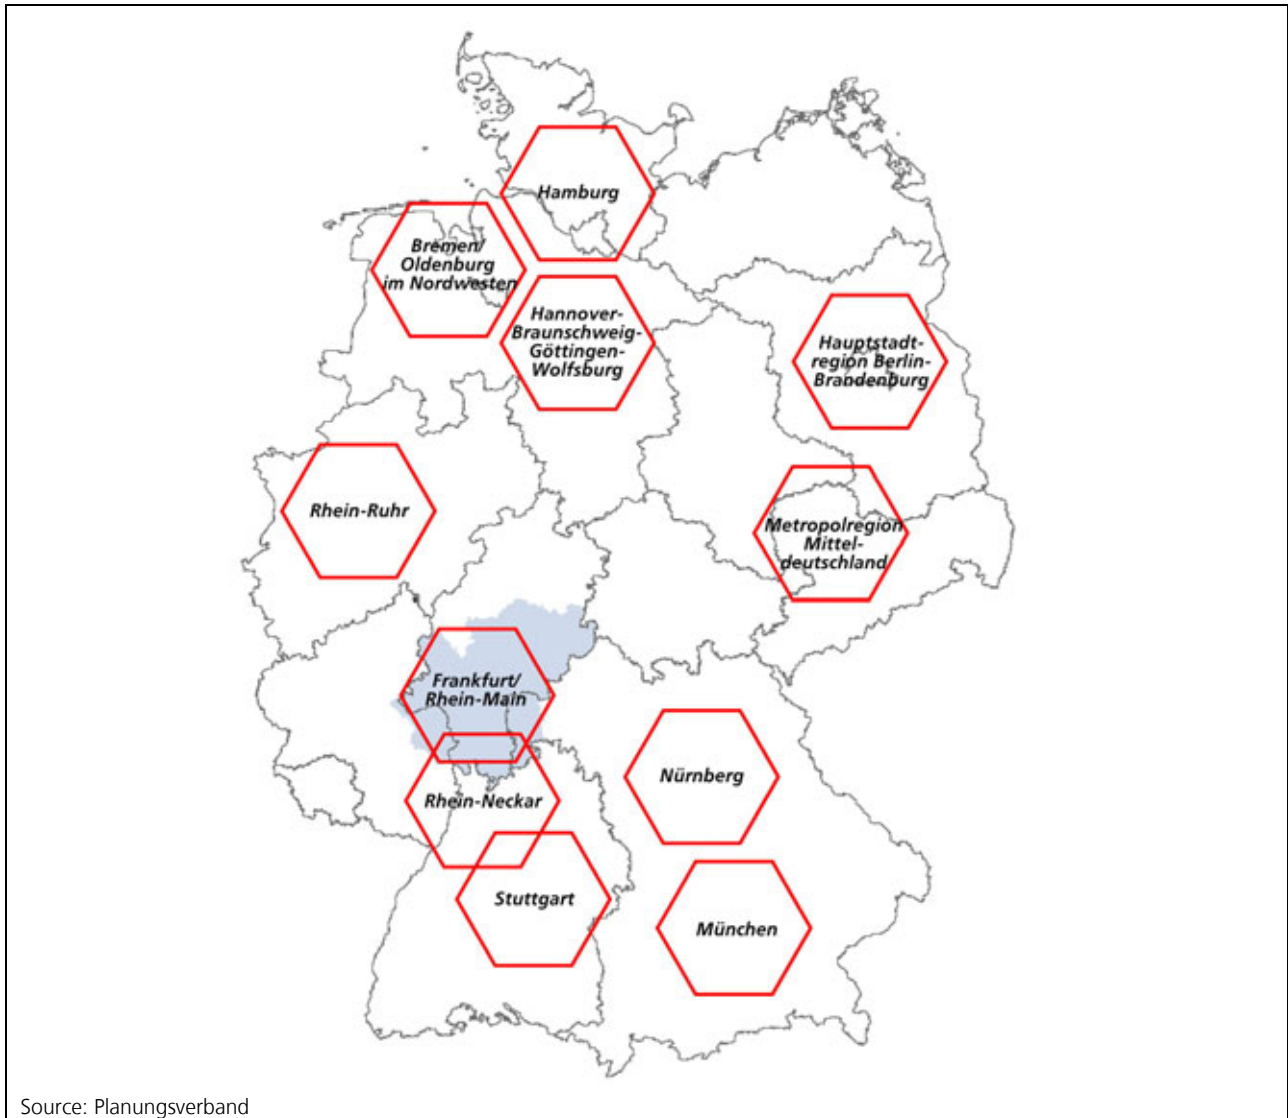 Hamburg
Bremen/
Oldenburg
im Nordwesten
Hannover-
Braunschweig-
Göttingen-
Wolfsburg
Hauptstadt-
region Berlin-
Brandenburg
Rhein-Ruhr
Metropolregion
Mittel-
deutschland
Frankfurt/
Rhein-Main
Nürnberg
Rhein-Neckar
Stuttgart
München
Source: Planungsverband